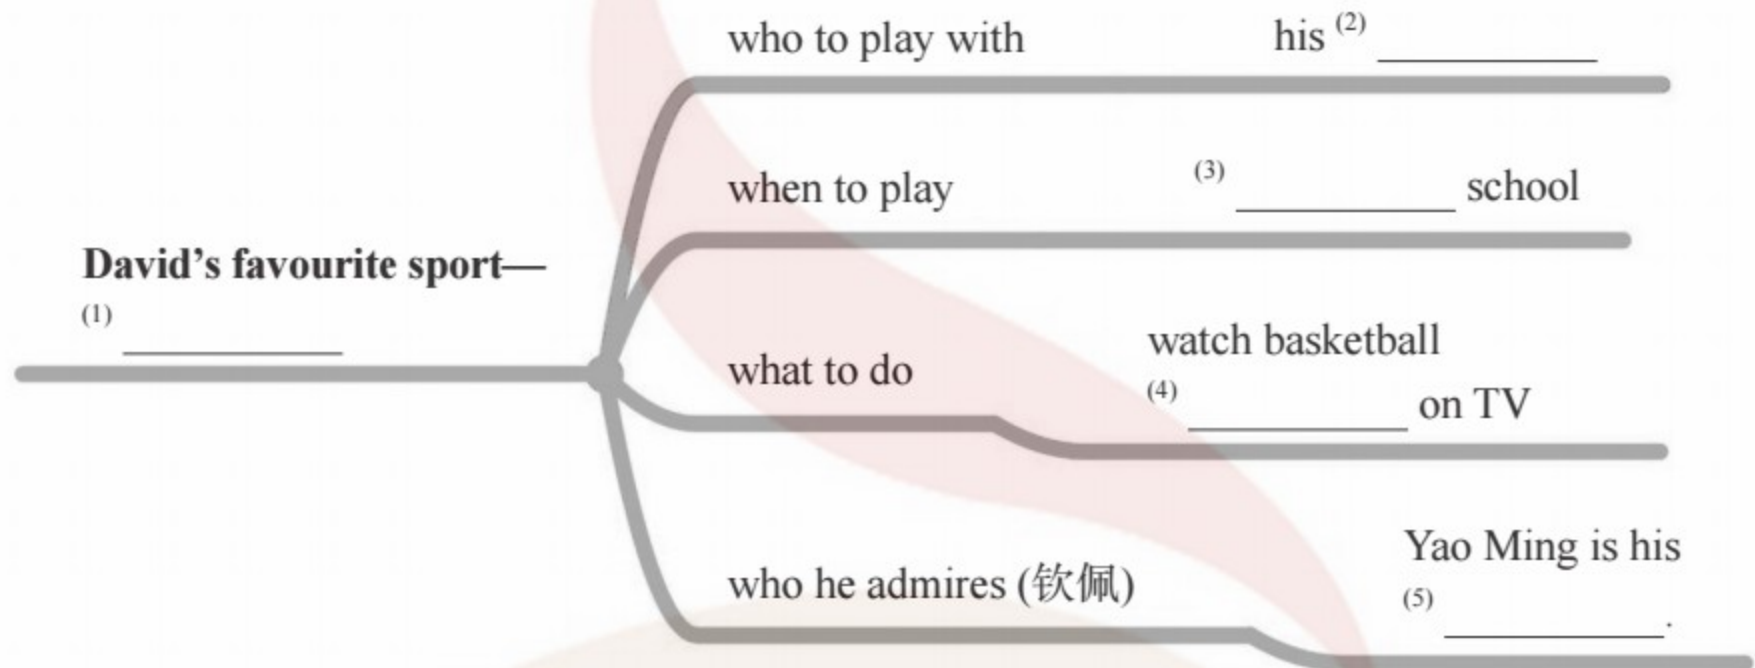 who to play with his (2) __________
when to play (3) __________ school
David's favourite sport—
(1) __________
what to do
watch basketball
(4) __________ on TV
who he admires (钦佩)
Yao Ming is his
(5) __________.